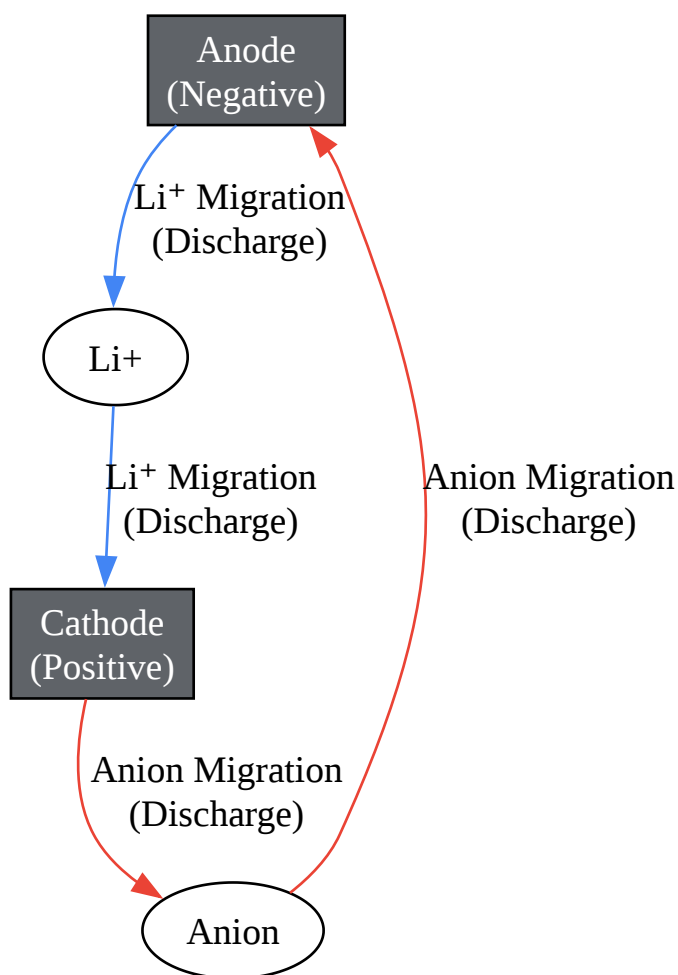 Anode
(Negative)
Li⁺ Migration
(Discharge)
Li+
Li⁺ Migration
(Discharge)
Anion Migration
(Discharge)
Cathode
(Positive)
Anion Migration
(Discharge)
Anion